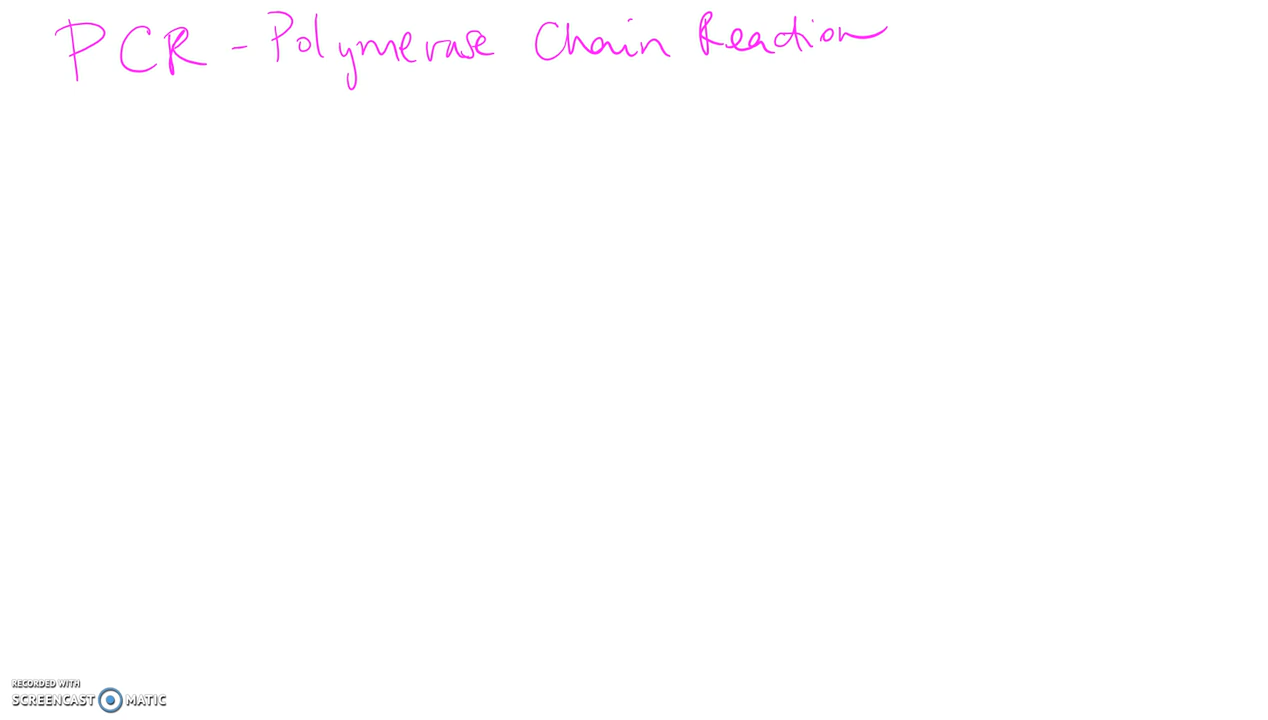 PCR - Polymerase Chain Reaction
RECORDED WITH
SCREENCAST MATIC